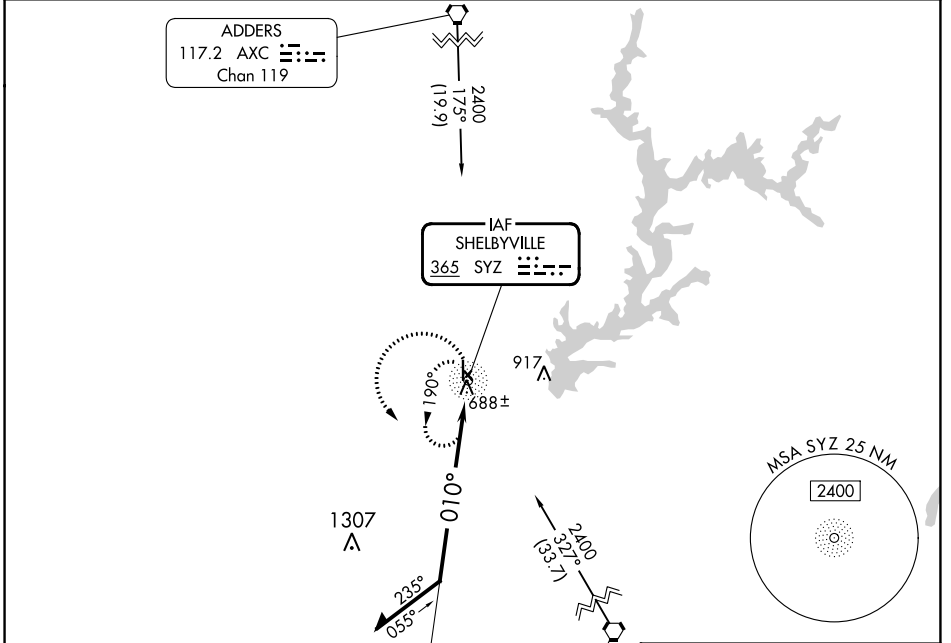 ADDERS
117.2 AXC
Chan 119
2400
175°
(19.9)
IAF
SHELBYVILLE
365 SYZ
917
190°
688±
010°
1307
2400
327°
(33.7)
235°
055°
MSA SYZ 25 NM
2400